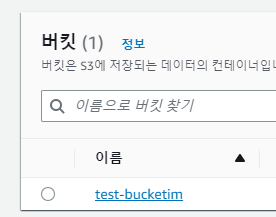 버킷 (1) 정보
버킷은 S3에 저장되는 데이터의 컨테이너입니
이름으로 버킷 찾기
이름 ▲
test-bucketim